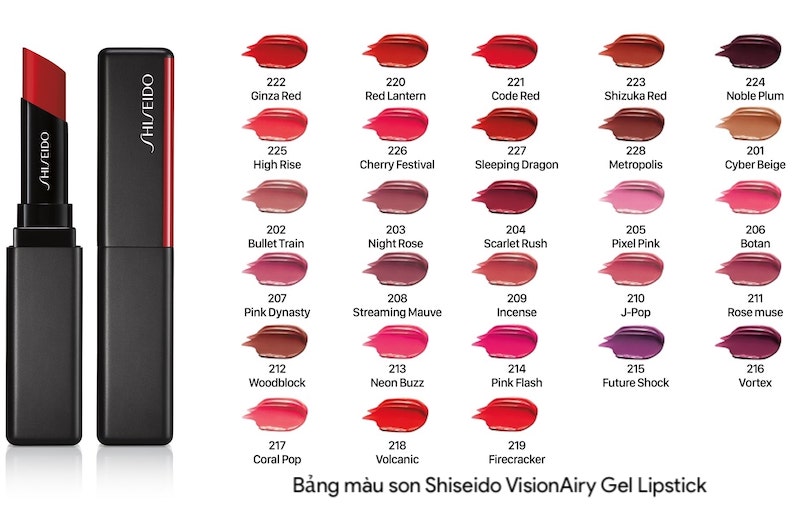 SHISEIDO
SHISEIDO
222 220 221 223 224
Ginza Red Red Lantern Code Red Shizuka Red Noble Plum
225 226 227 228 201
High Rise Cherry Festival Sleeping Dragon Metropolis Cyber Beige
202 203 204 205 206
Bullet Train Night Rose Scarlet Rush Pixel Pink Botan
207 208 209 210 211
Pink Dynasty Streaming Mauve Incense J-Pop Rose muse
212 213 214 215 216
Woodblock Neon Buzz Pink Flash Future Shock Vortex
217 218 219
Coral Pop Volcanic Firecracker
Bảng màu son Shiseido VisionAiry Gel Lipstick